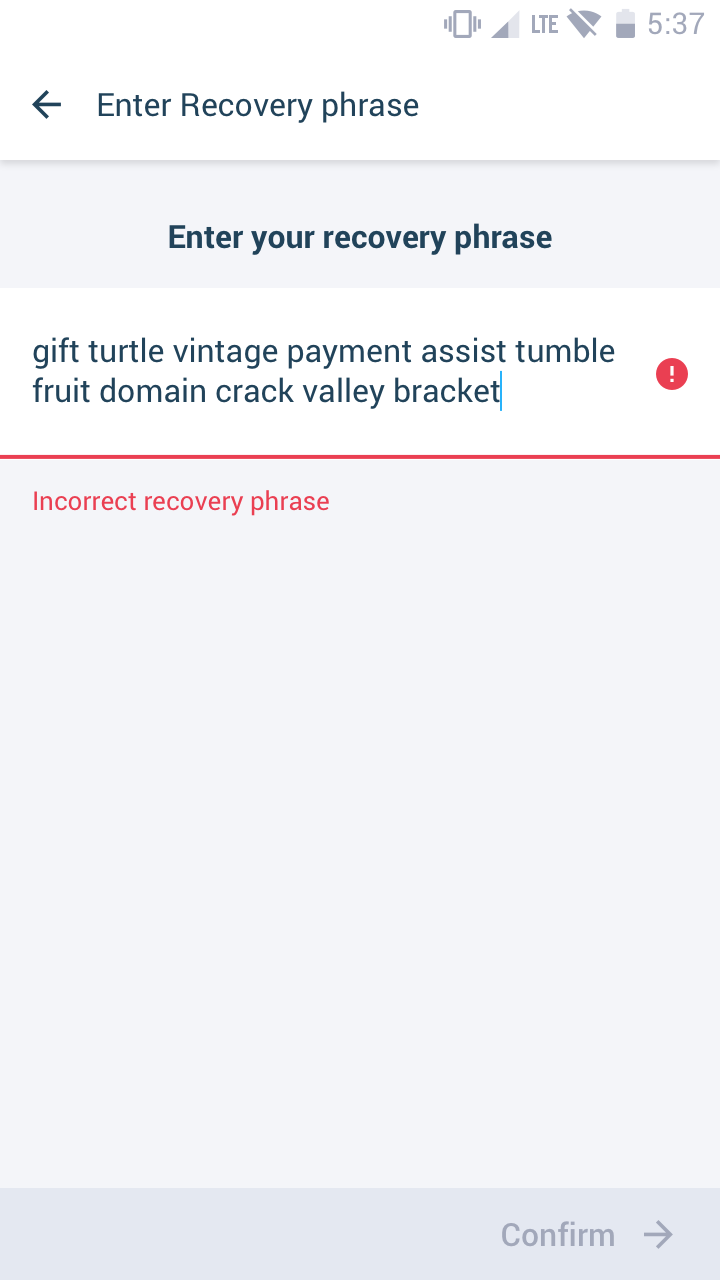 LTE 5:37
Enter Recovery phrase
Enter your recovery phrase
gift turtle vintage payment assist tumble
fruit domain crack valley bracket
Incorrect recovery phrase
Confirm